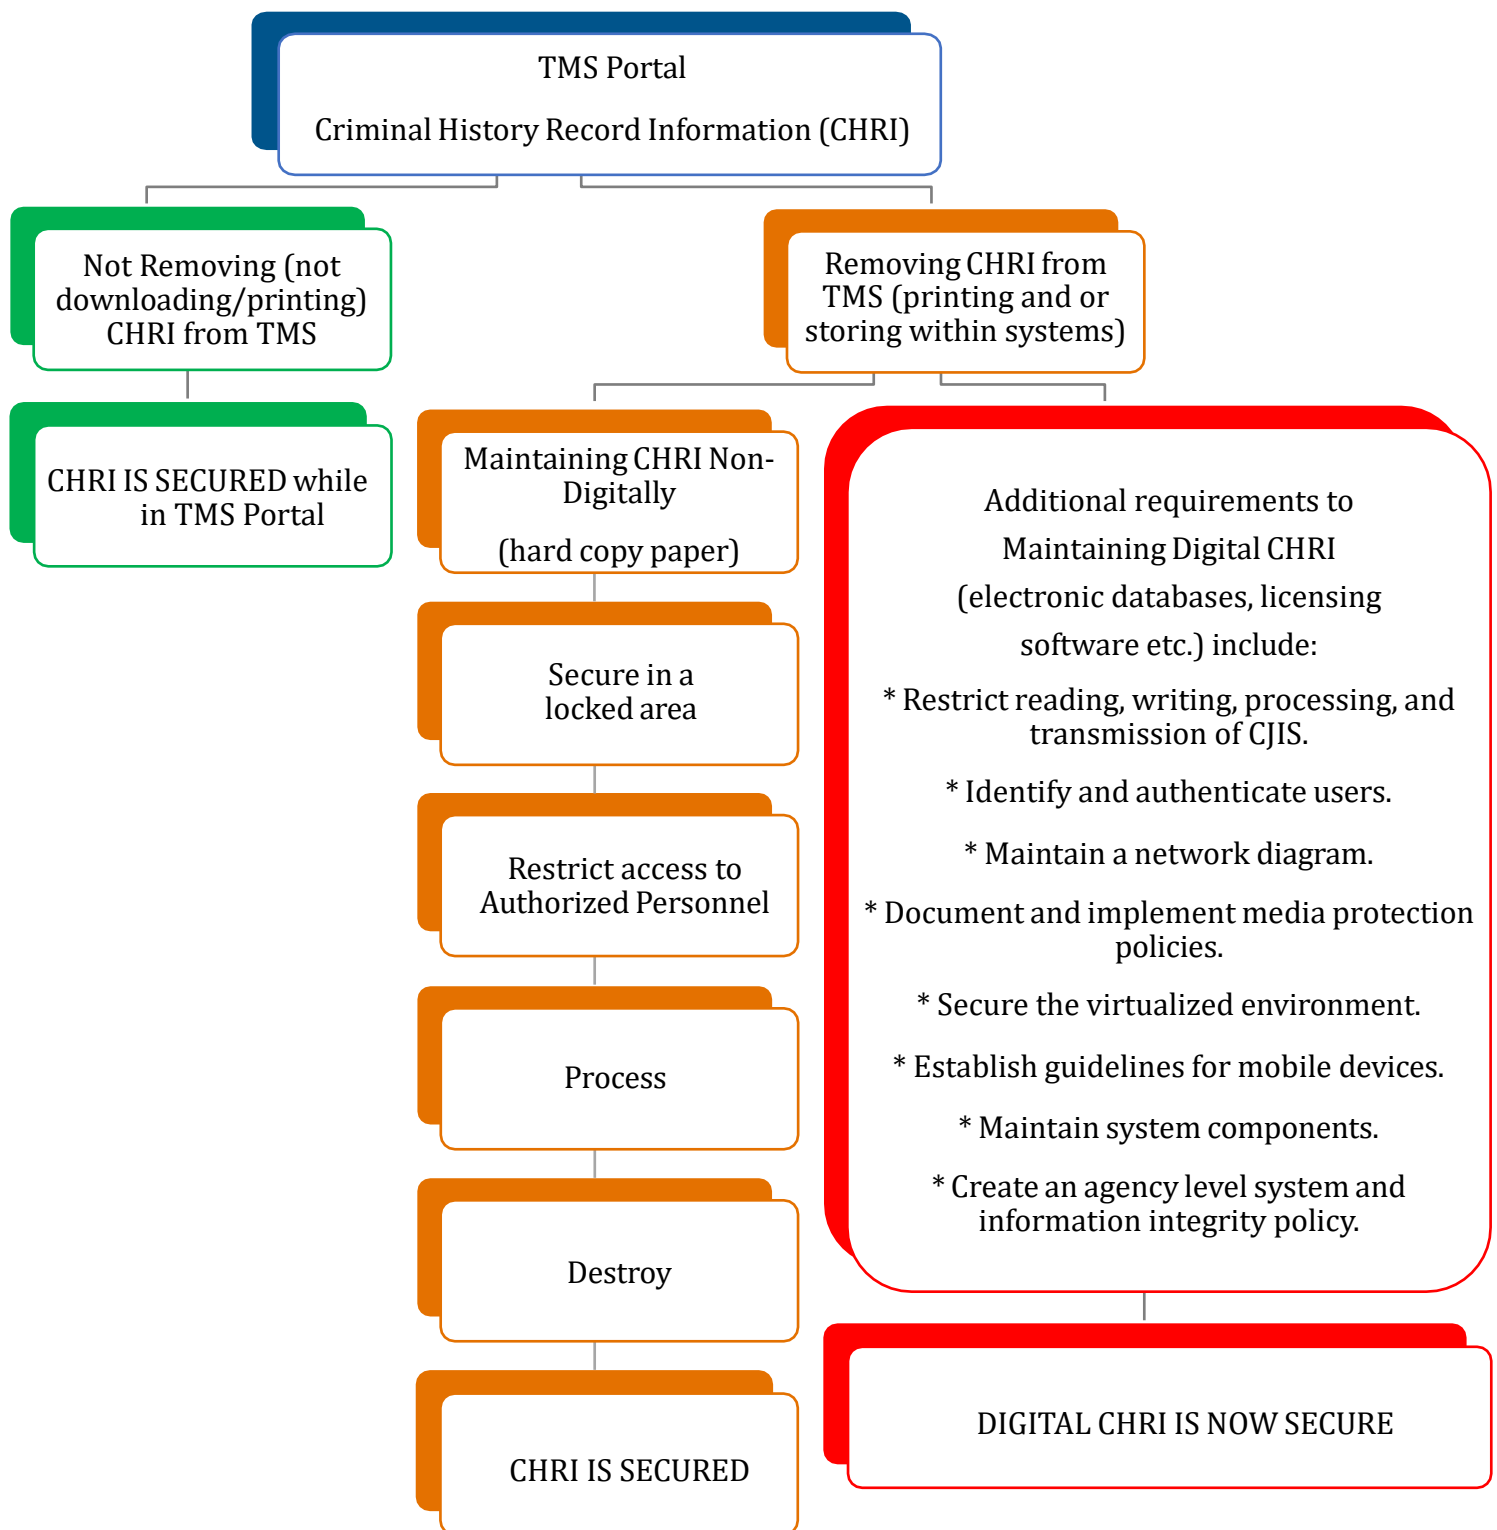 TMS Portal
Criminal History Record Information (CHRI)
Not Removing (not
downloading/printing)
CHRI from TMS
Removing CHRI from
TMS (printing and or
storing within systems)
CHRI IS SECURED while
in TMS Portal
Maintaining CHRI Non-
Digitally
(hard copy paper)
Secure in a
locked area
Restrict access to
Authorized Personnel
Process
Destroy
CHRI IS SECURED
Additional requirements to
Maintaining Digital CHRI
(electronic databases, licensing
software etc.) include:
* Restrict reading, writing, processing, and
transmission of CJIS.
* Identify and authenticate users.
* Maintain a network diagram.
* Document and implement media protection
policies.
* Secure the virtualized environment.
* Establish guidelines for mobile devices.
* Maintain system components.
* Create an agency level system and
information integrity policy.
DIGITAL CHRI IS NOW SECURE